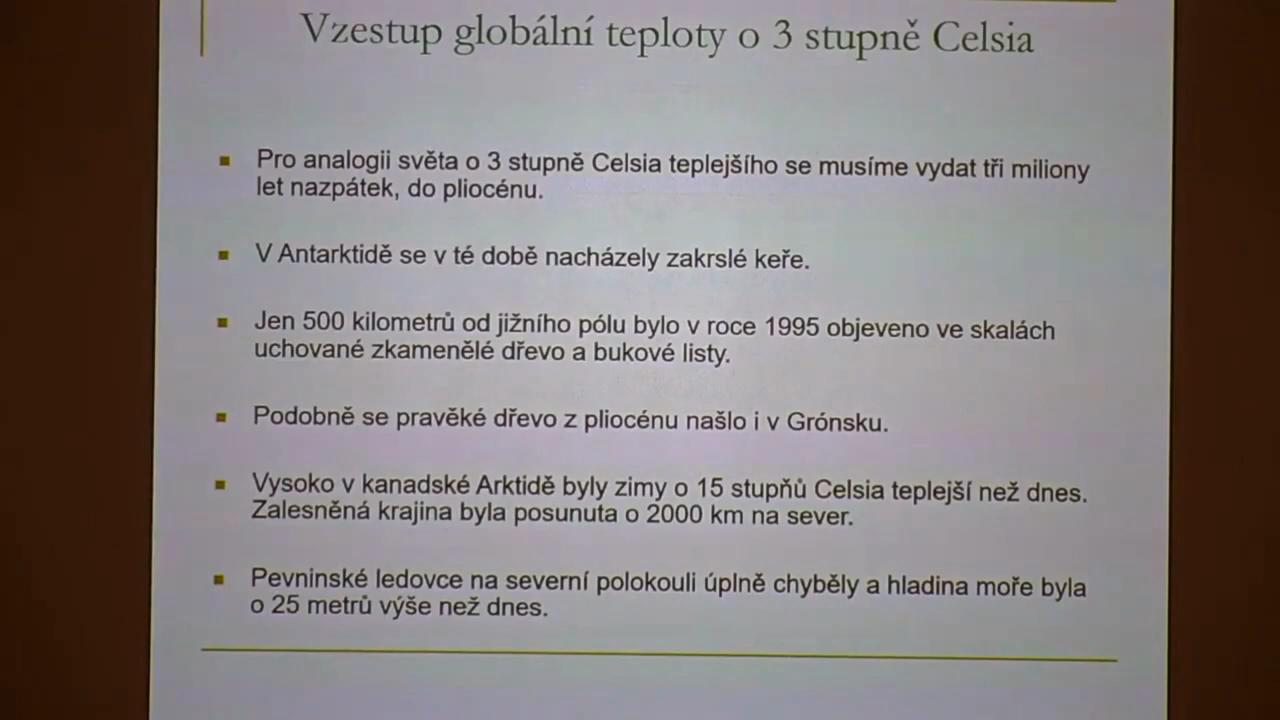 Vzestup globální teploty o 3 stupně Celsia
Pro analogii světa o 3 stupně Celsia teplejšího se musíme vydat tři miliony
let nazpátek, do pliocénu.
V Antarktidě se v té době nacházely zakrslé keře.
Jen 500 kilometrů od jižního pólu bylo v roce 1995 objeveno ve skalách
uchované zkamenělé dřevo a bukové listy.
Podobně se pravěké dřevo z pliocénu našlo i v Grónsku.
Vysoko v kanadské Arktidě byly zimy o 15 stupňů Celsia teplejší než dnes.
Zalesněná krajina byla posunuta o 2000 km na sever.
Pevninské ledovce na severní polokouli úplně chyběly a hladina moře byla
o 25 metrů výše než dnes.